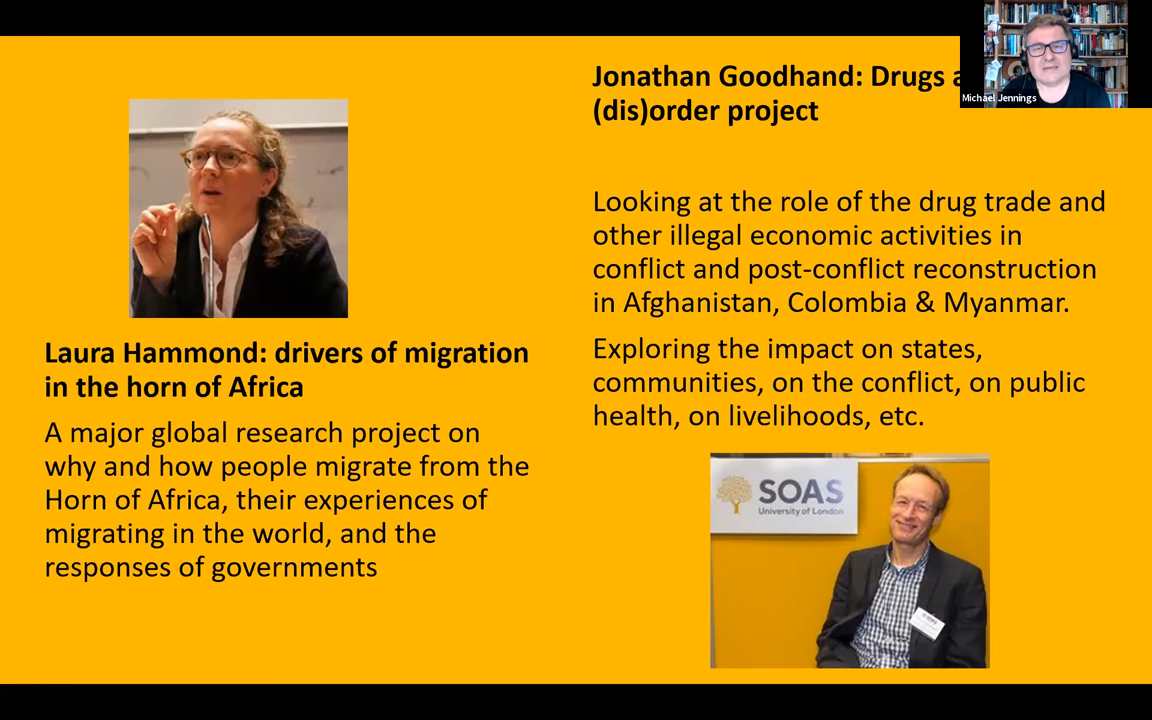 Michael Jennings
Laura Hammond: drivers of migration
in the horn of Africa
A major global research project on
why and how people migrate from the
Horn of Africa, their experiences of
migrating in the world, and the
responses of governments
Jonathan Goodhand: Drugs
(dis)order project
Looking at the role of the drug trade and
other illegal economic activities in
conflict and post-conflict reconstruction
in Afghanistan, Colombia & Myanmar.
Exploring the impact on states,
communities, on the conflict, on public
health, on livelihoods, etc.
SOAS
University of London